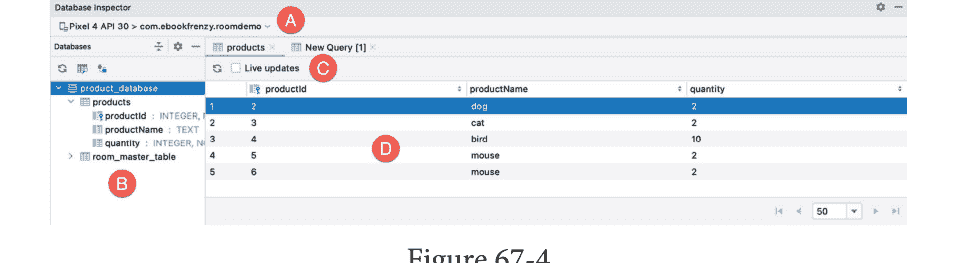 Database Inspector
Pixel 4 API 30 > com.ebookfrenzy.roomdemo
A
Databases
products
New Query [1]
Live updates
C
product_database
products
productId : INTEGER,
productName : TEXT
quantity : INTEGER,
room_master_table
B
productId productName quantity
1 2 dog 2
2 3 cat 2
3 4 bird 10
4 5 mouse 2
5 6 mouse 2
D
50
Figure 67-4